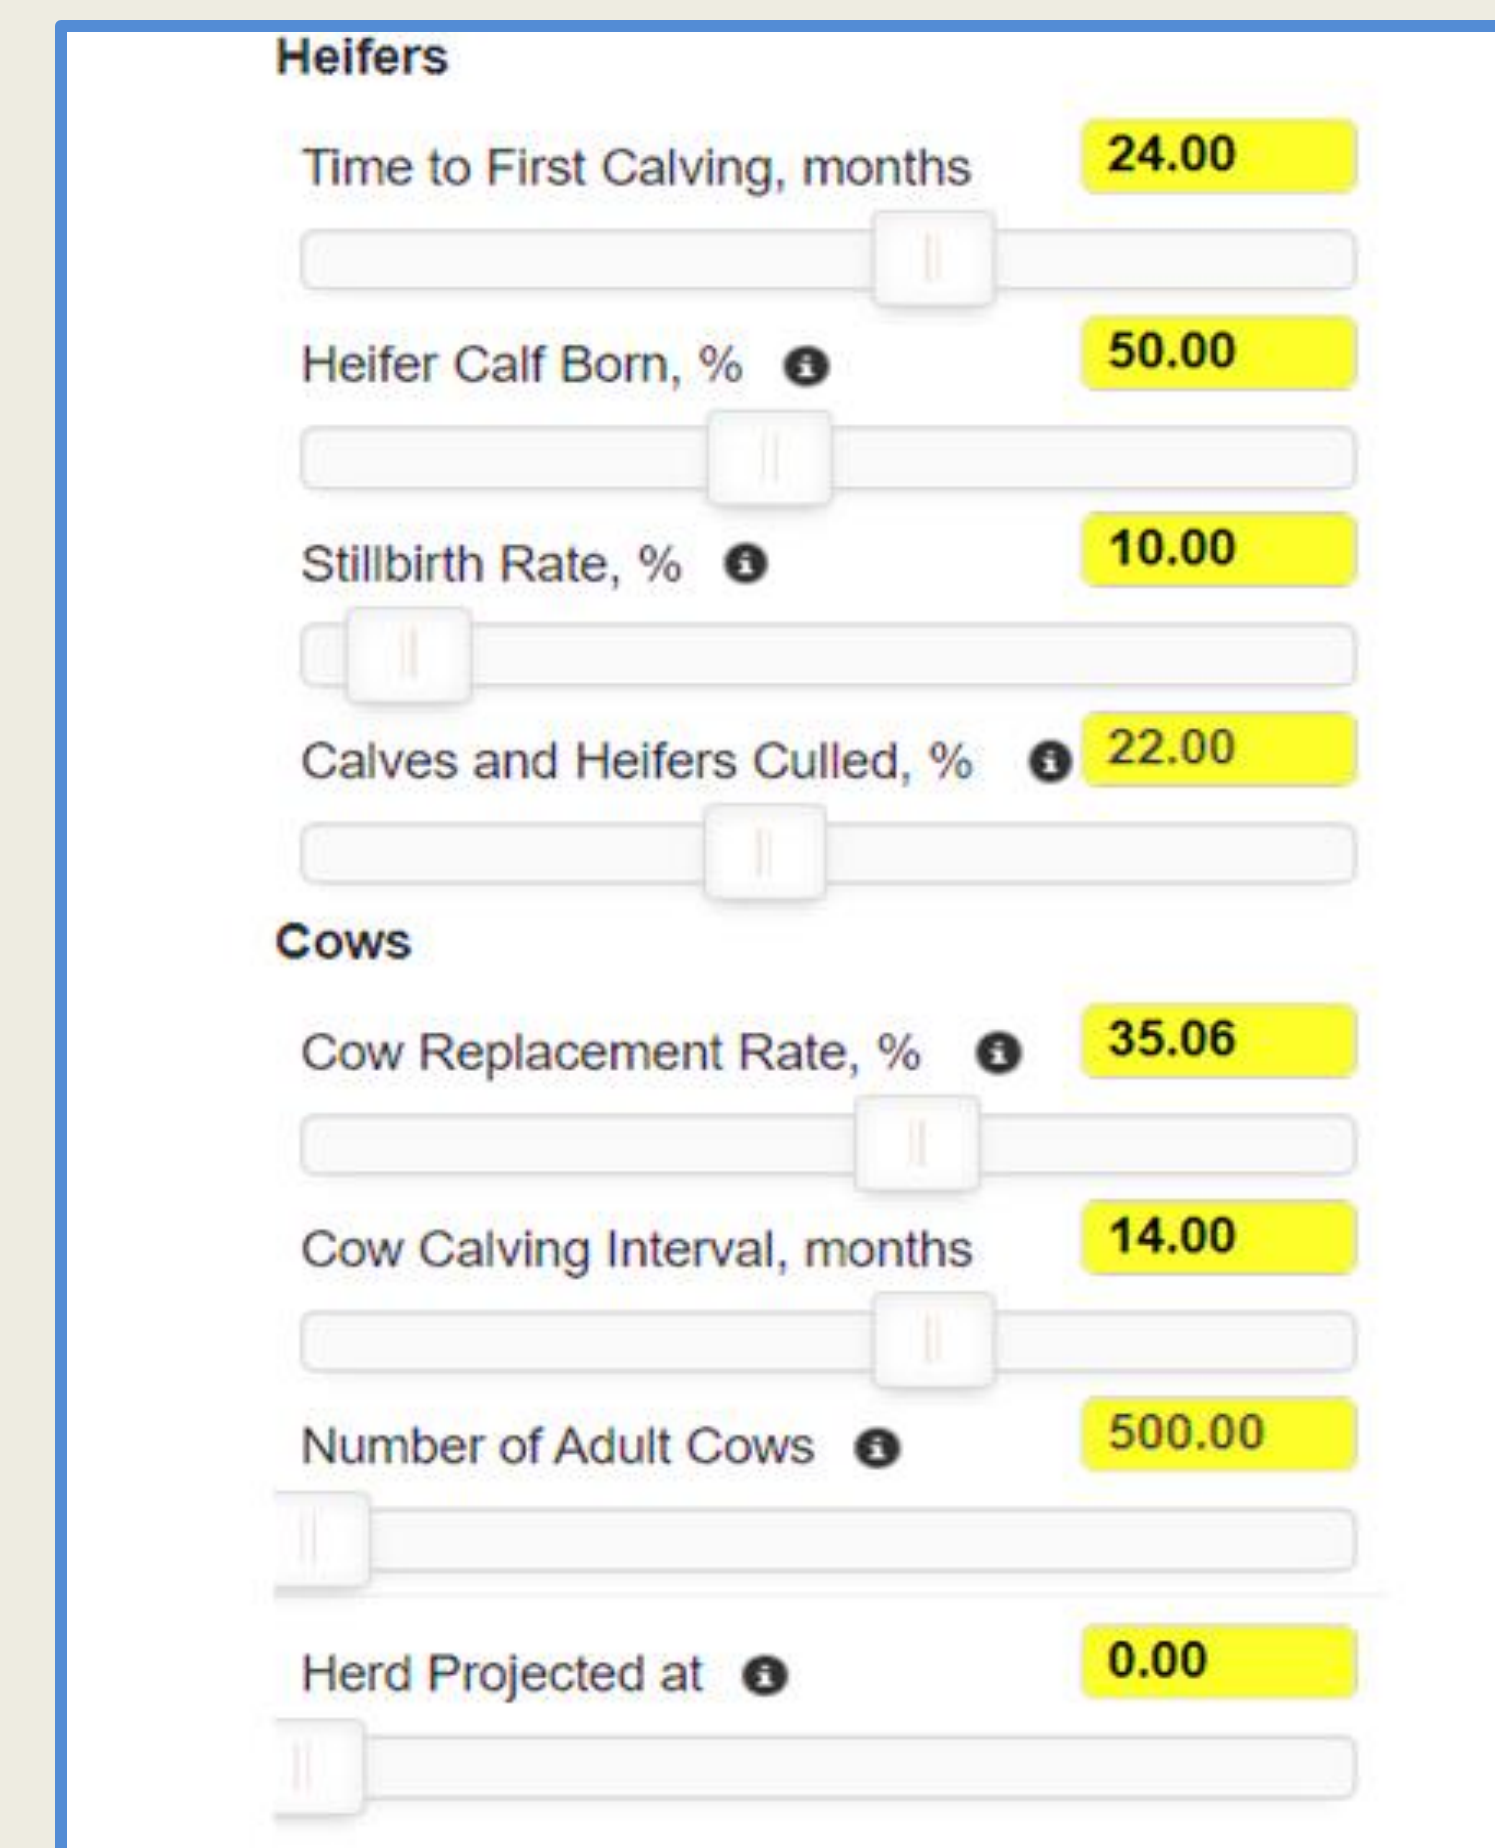 Heifers
Time to First Calving, months 24.00
Heifer Calf Born, % 50.00
Stillbirth Rate, % 10.00
Calves and Heifers Culled, % 22.00
Cows
Cow Replacement Rate, % 35.06
Cow Calving Interval, months 14.00
Number of Adult Cows 500.00
Herd Projected at 0.00